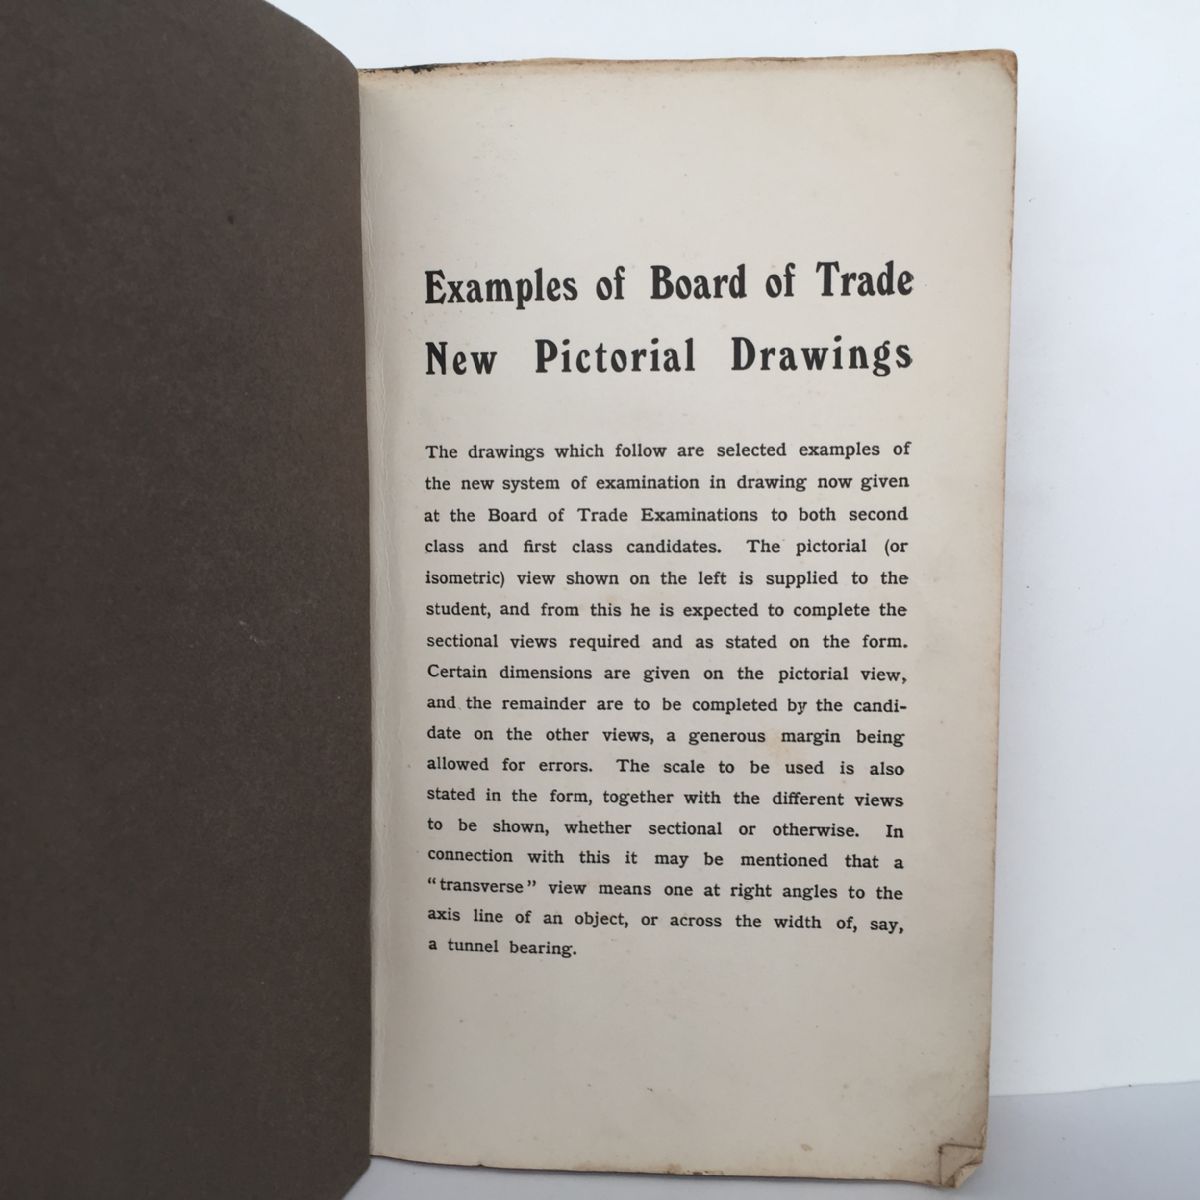 Examples of Board of Trade
New Pictorial Drawings
The drawings which follow are selected examples of
the new system of examination in drawing now given
at the Board of Trade Examinations to both second
class and first class candidates. The pictorial (or
isometric) view shown on the left is supplied to the
student, and from this he is expected to complete the
sectional views required and as stated on the form.
Certain dimensions are given on the pictorial view,
and the remainder are to be completed by the candi-
date on the other views, a generous margin being
allowed for errors. The scale to be used is also
stated in the form, together with the different views
to be shown, whether sectional or otherwise. In
connection with this it may be mentioned that a
“transverse” view means one at right angles to the
axis line of an object, or across the width of, say,
a tunnel bearing.